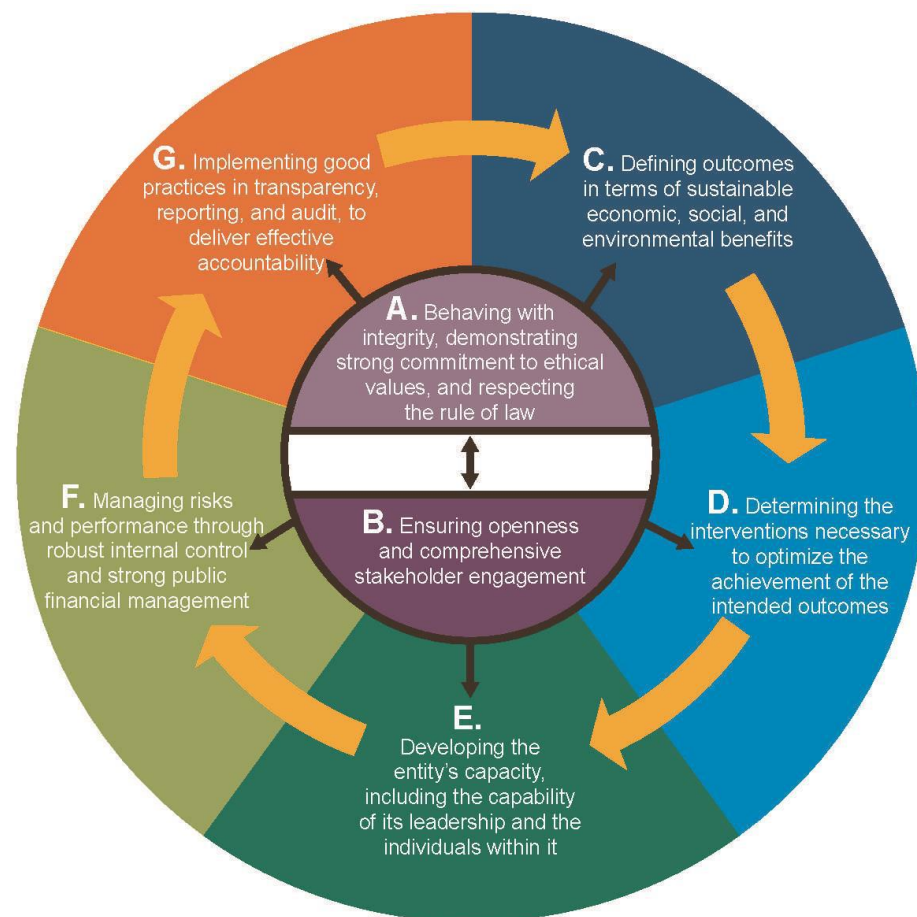 A. Behaving with
integrity, demonstrating
strong commitment to ethical
values, and respecting
the rule of law
B. Ensuring openness
and comprehensive
stakeholder engagement
C. Defining outcomes
in terms of sustainable
economic, social, and
environmental benefits
D. Determining the
interventions necessary
to optimize the
achievement of the
intended outcomes
E.
Developing the
entity's capacity,
including the capability
of its leadership and the
individuals within it
F. Managing risks
and performance through
robust internal control
and strong public
financial management
G. Implementing good
practices in transparency,
reporting, and audit, to
deliver effective
accountability